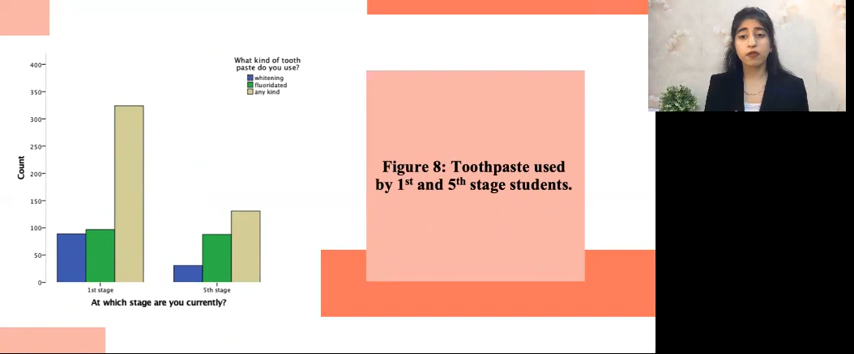 What kind of tooth
paste do you use?
whitening
fluoridated
any kind
400
350
300
250
200
150
100
50
0
Count
1st stage
5th stage
At which stage are you currently?
Figure 8: Toothpaste used
by 1st and 5th stage students.